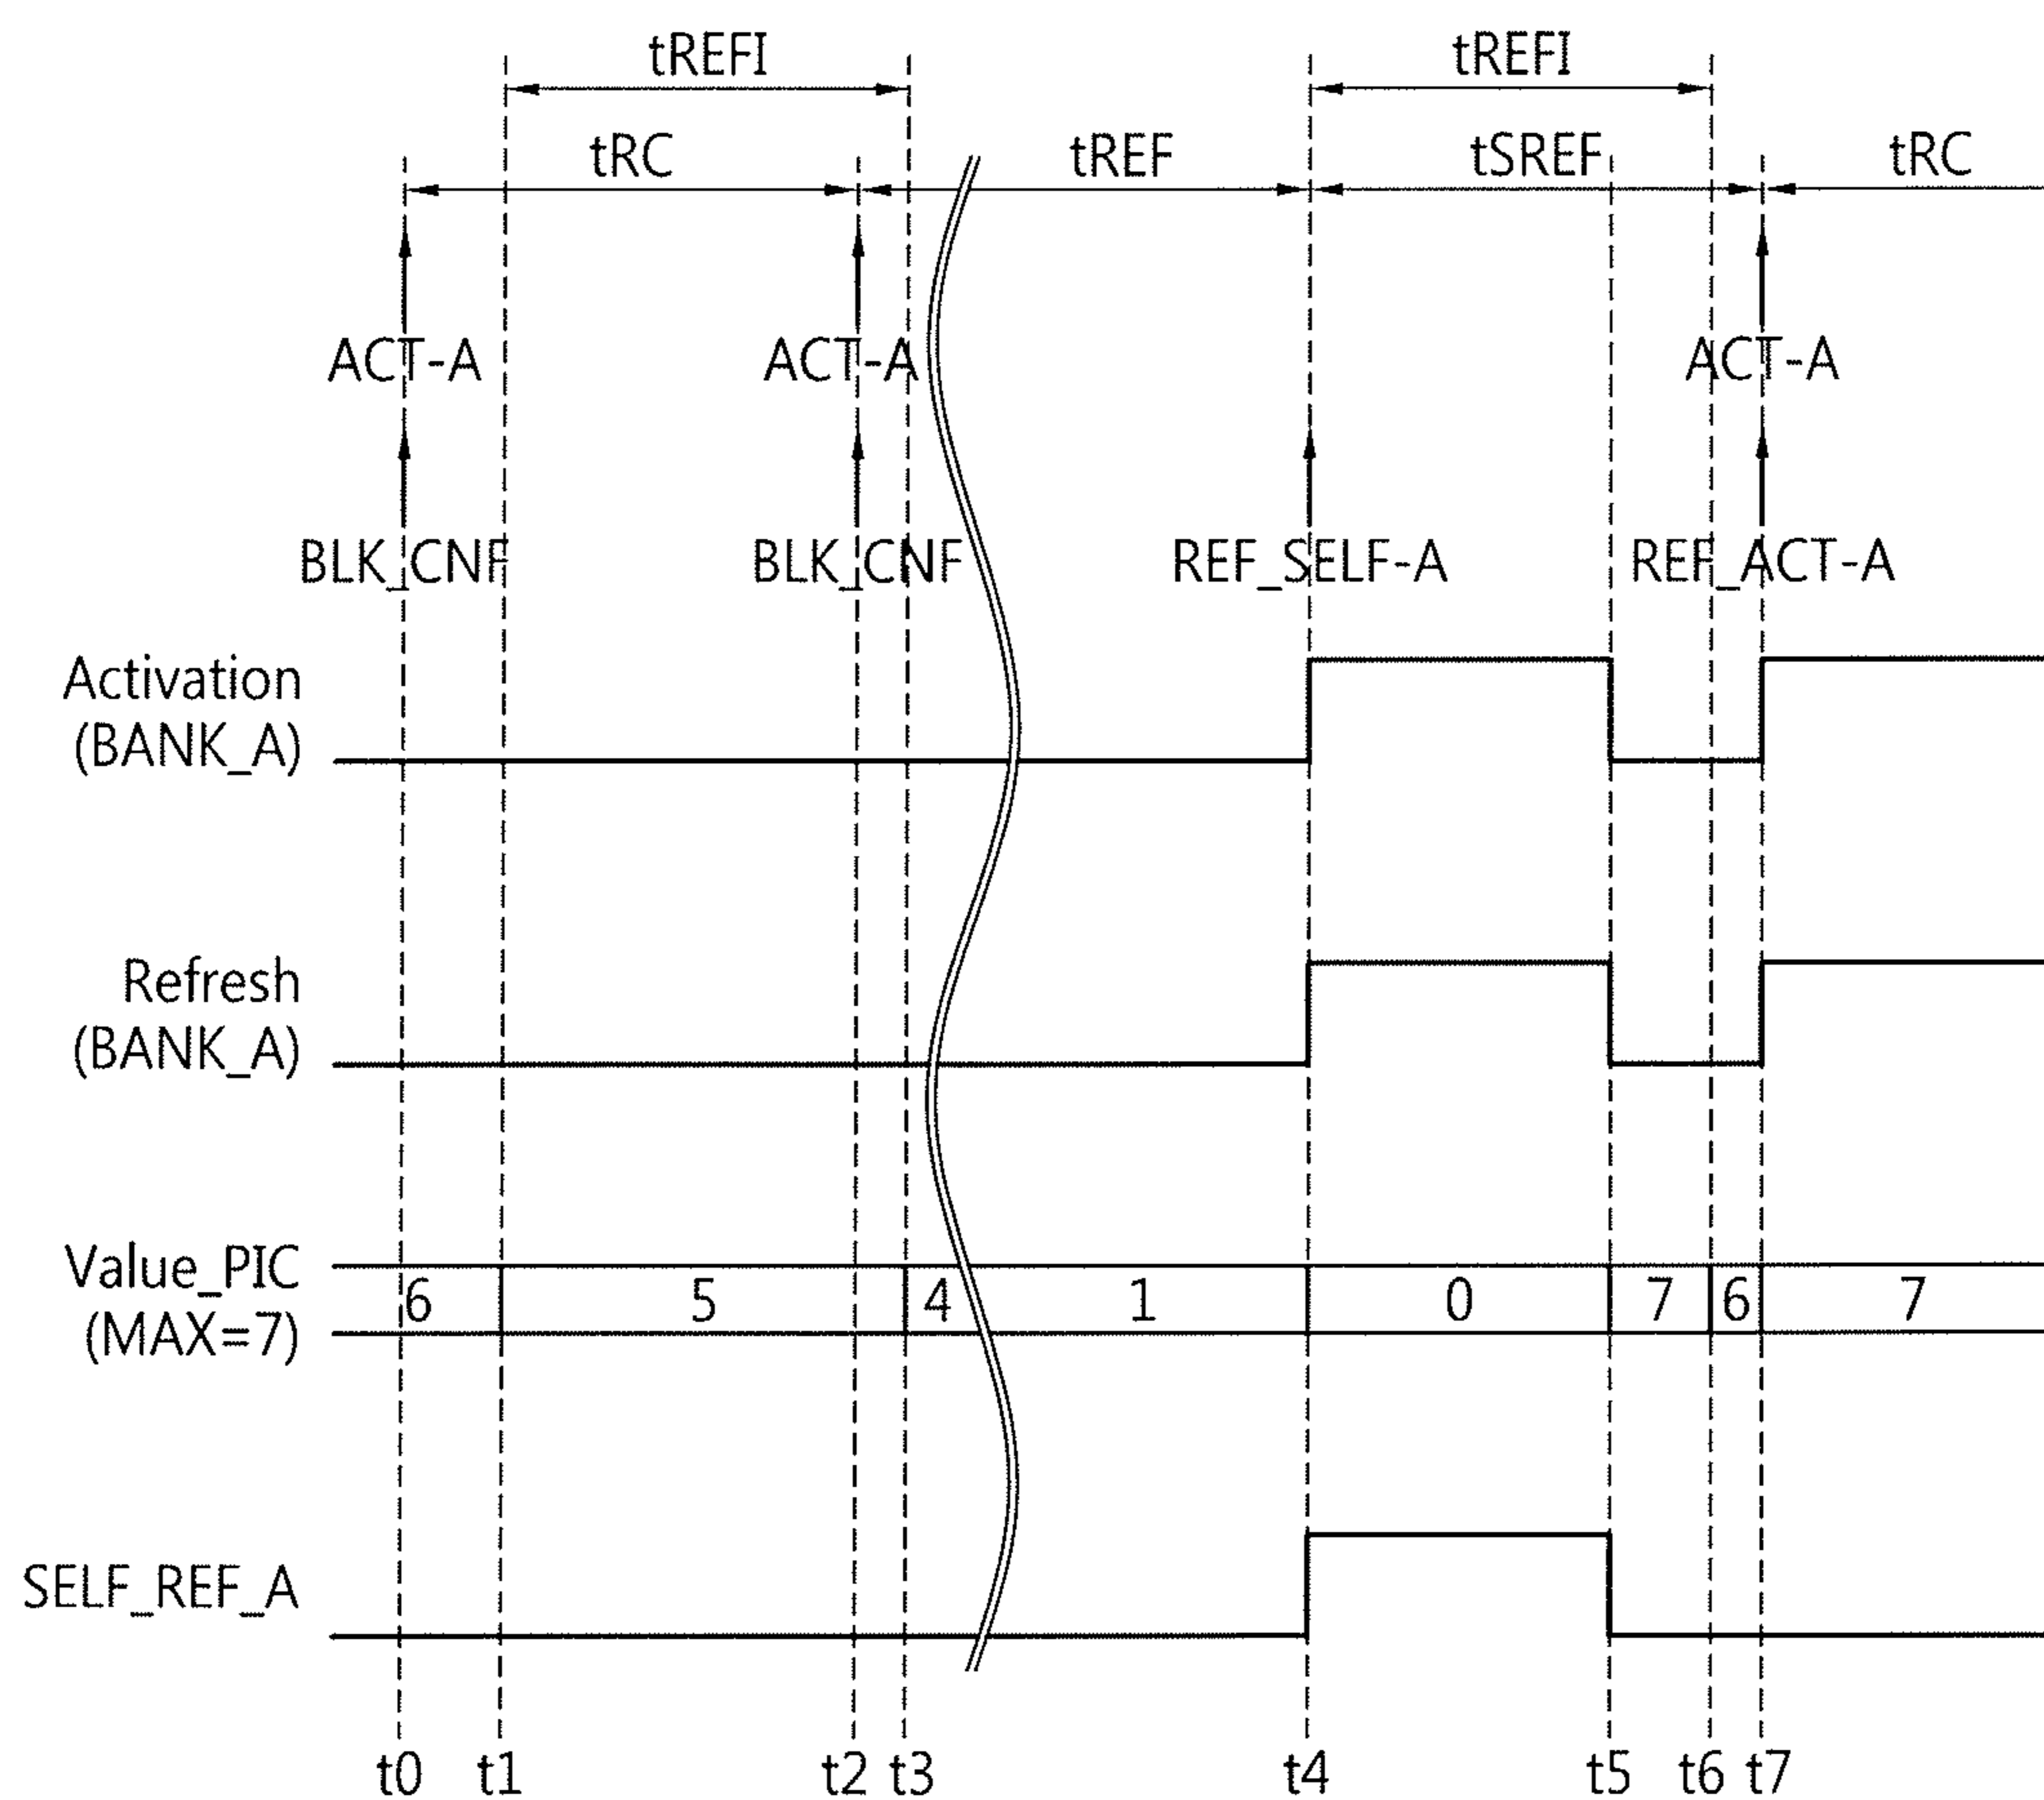 tREFI tREFI
tRC tREF tSREF tRC
ACT-A ACT-A ACT-A
BLK_CNF BLK_CNF REF_SELF-A REF_ACT-A
Activation
(BANK_A)
Refresh
(BANK_A)
Value_PIC
(MAX=7)
6 5 4 1 0 7 6 7
SELF_REF_A
t0 t1 t2 t3 t4 t5 t6 t7